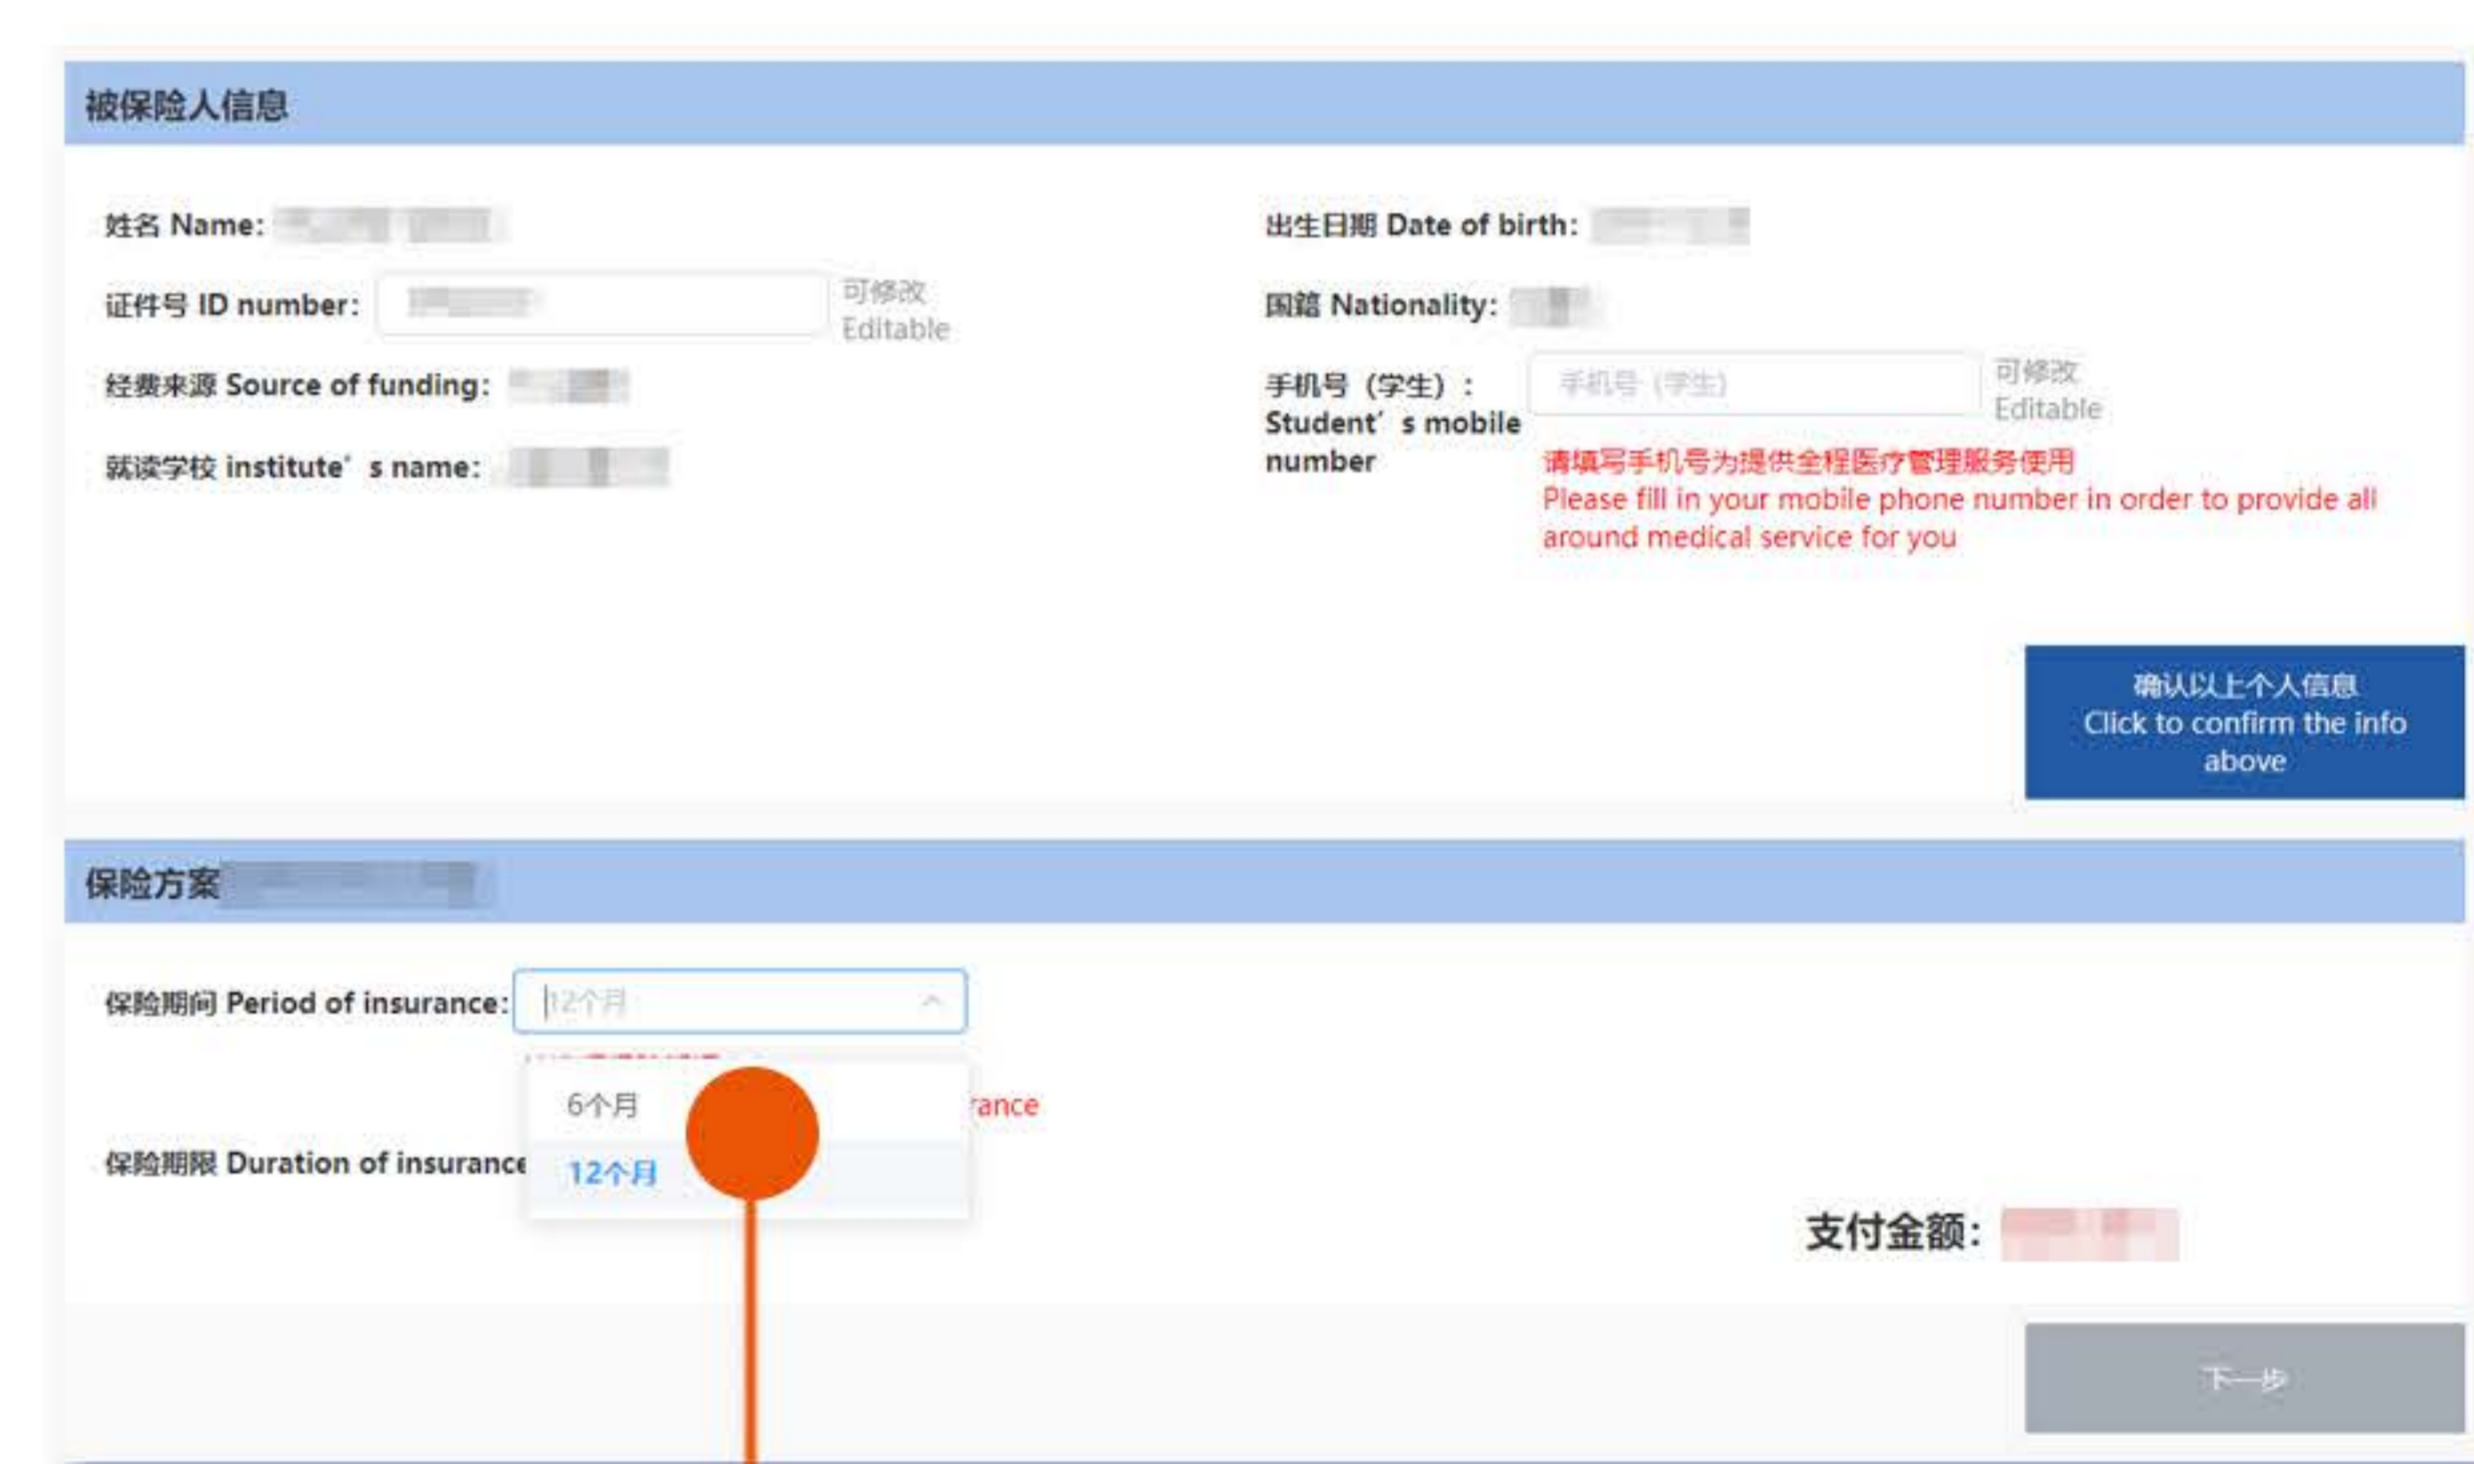 被保险人信息
姓名 Name:
出生日期 Date of birth:
证件号 ID number:
可修改
Editable
国籍 Nationality:
经费来源 Source of funding:
手机号（学生）:
Student′s mobile
number
手机号（学生）
可修改
Editable
就读学校 institute′s name:
请填写手机号为提供全程医疗管理服务使用
Please fill in your mobile phone number in order to provide all
around medical service for you
确认以上个人信息
Click to confirm the info
above
保险方案
保险期间 Period of insurance:
12个月
6个月
12个月
rance
保险期限 Duration of insurance
支付金额:
下一步